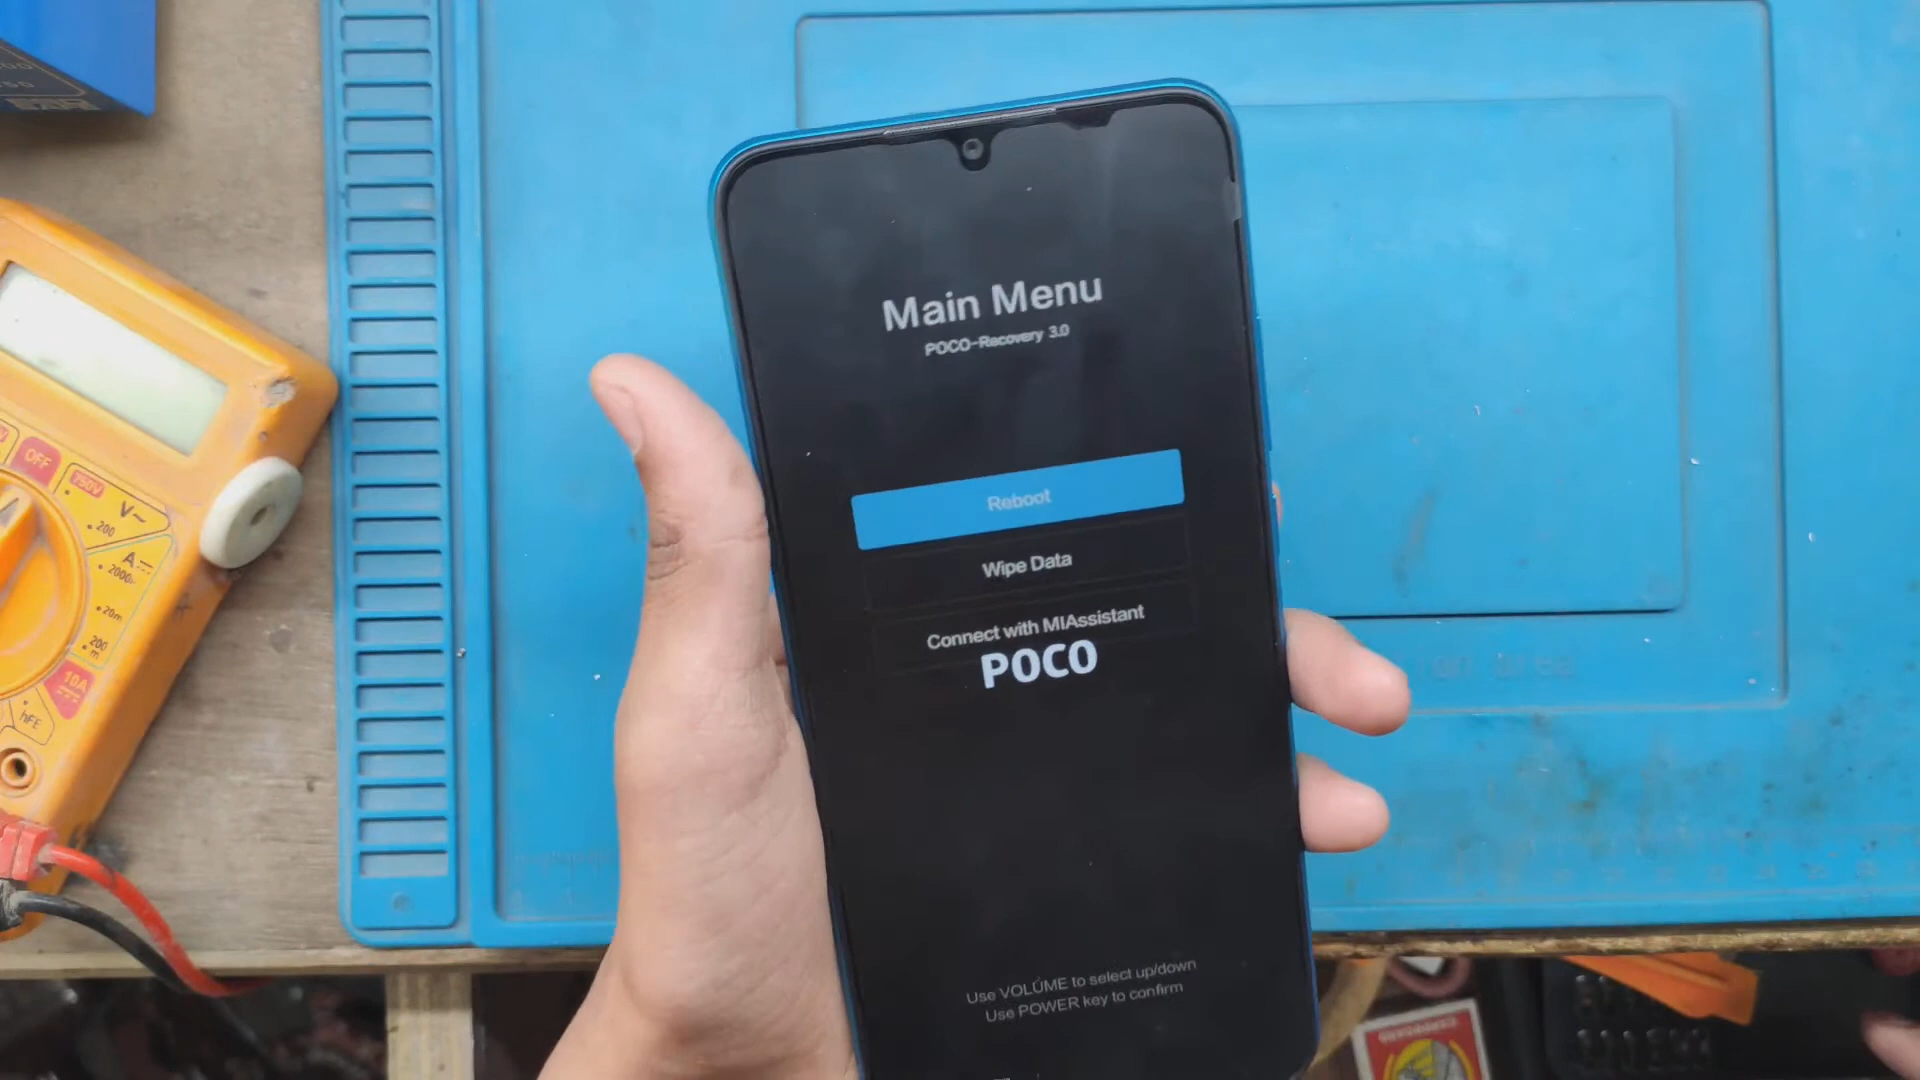 Main Menu
POCO-Recovery 3.0
Reboot
Wipe Data
Connect with MIAssistant
POCO
Use VOLUME to select up/down
Use POWER key to confirm
OFF
750V
V~
200
A
2000µ
20m
200
m
10A
hFE